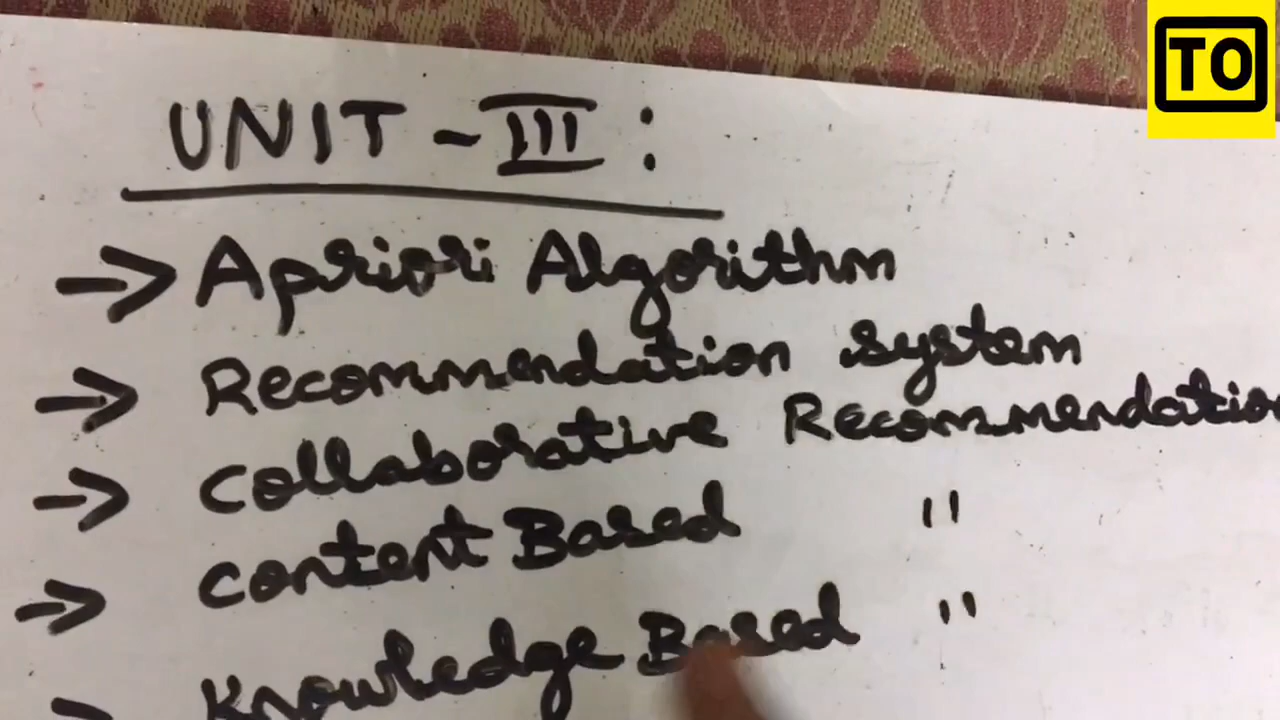 TO
UNIT - III :
-> Apriori Algorithm
-> Recommendation system
-> Collaborative Recommendation
-> Content Based "
-> Knowledge Based "